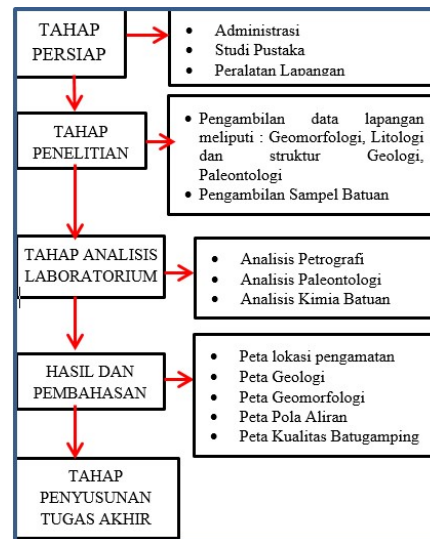 TAHAP
PERSIAP
• Administrasi
• Studi Pustaka
• Peralatan Lapangan
TAHAP
PENELITIAN
• Pengambilan data lapangan
meliputi : Geomorfologi, Litologi
dan struktur Geologi,
Paleontologi
• Pengambilan Sampel Batuan
TAHAP ANALISIS
LABORATORIUM
• Analisis Petrografi
• Analisis Paleontologi
• Analisis Kimia Batuan
HASIL DAN
PEMBAHASAN
• Peta lokasi pengamatan
• Peta Geologi
• Peta Geomorfologi
• Peta Pola Aliran
• Peta Kualitas Batugamping
TAHAP
PENYUSUNAN
TUGAS AKHIR